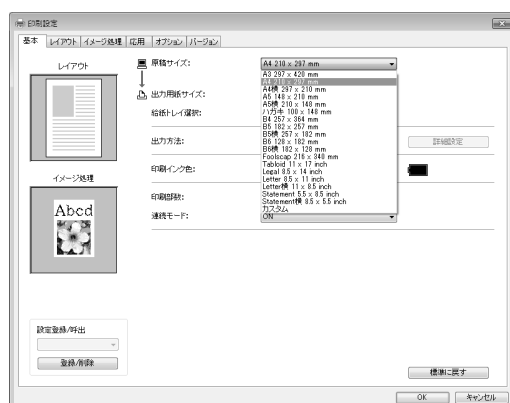 印刷設定
基本 レイアウト イメージ処理 応用 オプション バージョン
レイアウト
イメージ処理
Abcd
設定登録/呼出
登録/削除
原稿サイズ:
出力用紙サイズ:
給紙トレイ選択:
出力方法:
印刷インク色:
印刷部数:
連続モード:
A4 210 x 297 mm
A3 297 x 420 mm
A4 210 x 297 mm
A4横 297 x 210 mm
A5 148 x 210 mm
A5横 210 x 148 mm
ハガキ 100 x 148 mm
B4 257 x 364 mm
B5 182 x 257 mm
B5横 257 x 182 mm
B6 128 x 182 mm
B6横 182 x 128 mm
Foolscap 216 x 340 mm
Tabloid 11 x 17 inch
Legal 8.5 x 14 inch
Letter 8.5 x 11 inch
Letter横 11 x 8.5 inch
Statement 5.5 x 8.5 inch
Statement横 8.5 x 5.5 inch
カスタム
ON
詳細設定
標準に戻す
OK キャンセル